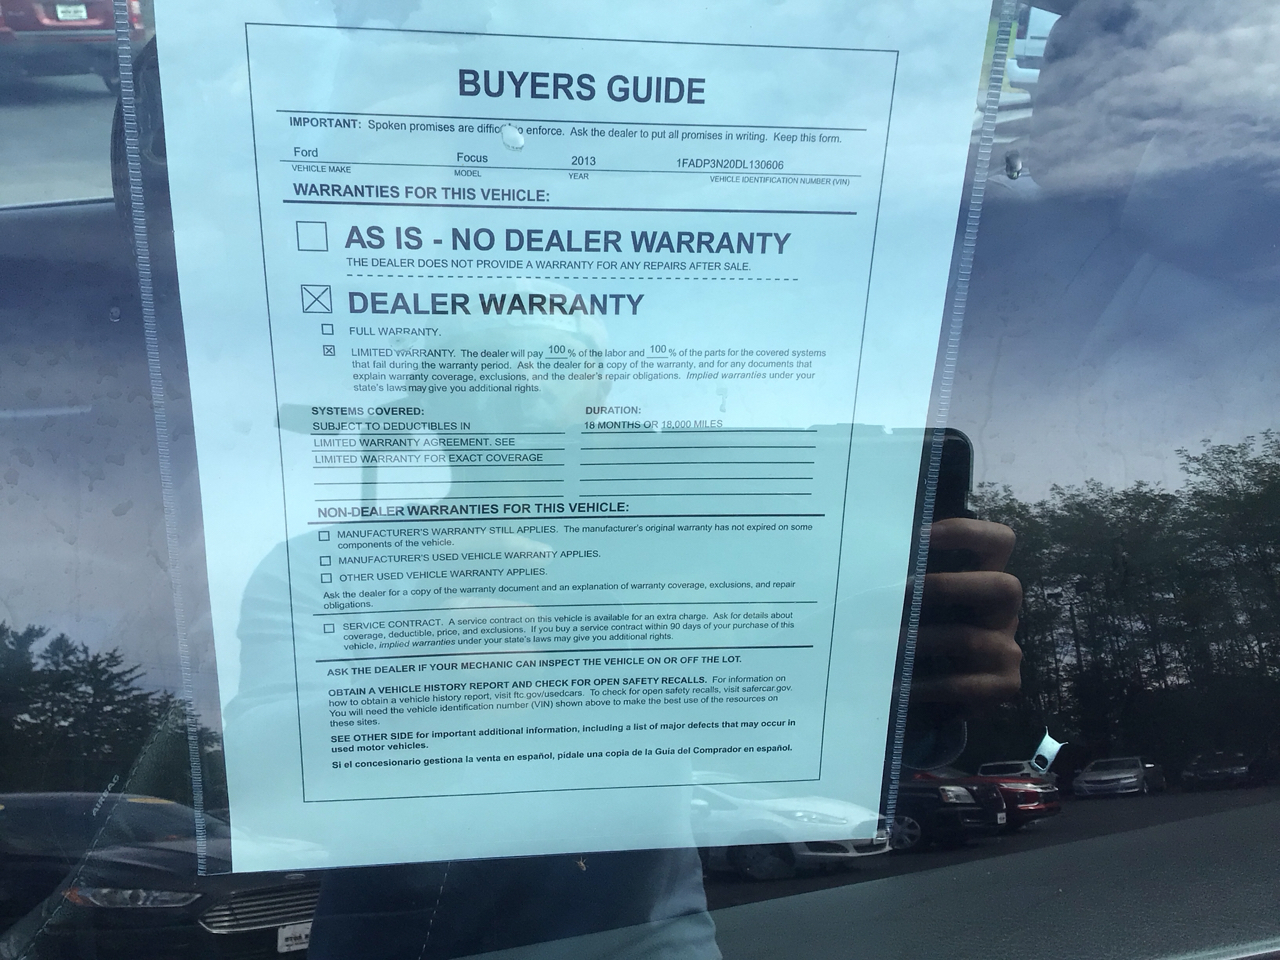 BUYERS GUIDE
IMPORTANT: Spoken promises are difficult to enforce. Ask the dealer to put all promises in writing. Keep this form.
Ford Focus 2013 1FADP3N20DL130606
VEHICLE MAKE MODEL YEAR VEHICLE IDENTIFICATION NUMBER (VIN)
WARRANTIES FOR THIS VEHICLE:
AS IS - NO DEALER WARRANTY
THE DEALER DOES NOT PROVIDE A WARRANTY FOR ANY REPAIRS AFTER SALE.
DEALER WARRANTY
FULL WARRANTY.
LIMITED WARRANTY. The dealer will pay 100 % of the labor and 100 % of the parts for the covered systems
that fail during the warranty period. Ask the dealer for a copy of the warranty, and for any documents that
explain warranty coverage, exclusions, and the dealer's repair obligations. Implied warranties under your
state's laws may give you additional rights.
SYSTEMS COVERED: DURATION:
SUBJECT TO DEDUCTIBLES IN 18 MONTHS OR 18,000 MILES
LIMITED WARRANTY AGREEMENT. SEE
LIMITED WARRANTY FOR EXACT COVERAGE
NON-DEALER WARRANTIES FOR THIS VEHICLE:
MANUFACTURER'S WARRANTY STILL APPLIES. The manufacturer's original warranty has not expired on some
components of the vehicle.
MANUFACTURER'S USED VEHICLE WARRANTY APPLIES.
OTHER USED VEHICLE WARRANTY APPLIES.
Ask the dealer for a copy of the warranty document and an explanation of warranty coverage, exclusions, and repair
obligations.
SERVICE CONTRACT. A service contract on this vehicle is available for an extra charge. Ask for details about
coverage, deductible, price, and exclusions. If you buy a service contract within 90 days of your purchase of this
vehicle, implied warranties under your state's laws may give you additional rights.
ASK THE DEALER IF YOUR MECHANIC CAN INSPECT THE VEHICLE ON OR OFF THE LOT.
OBTAIN A VEHICLE HISTORY REPORT AND CHECK FOR OPEN SAFETY RECALLS. For information on
how to obtain a vehicle history report, visit ftc.gov/usedcars. To check for open safety recalls, visit safercar.gov.
You will need the vehicle identification number (VIN) shown above to make the best use of the resources on
these sites.
SEE OTHER SIDE for important additional information, including a list of major defects that may occur in
used motor vehicles.
Si el concesionario gestiona la venta en español, pídale una copia de la Guía del Comprador en español.
AIRBAG